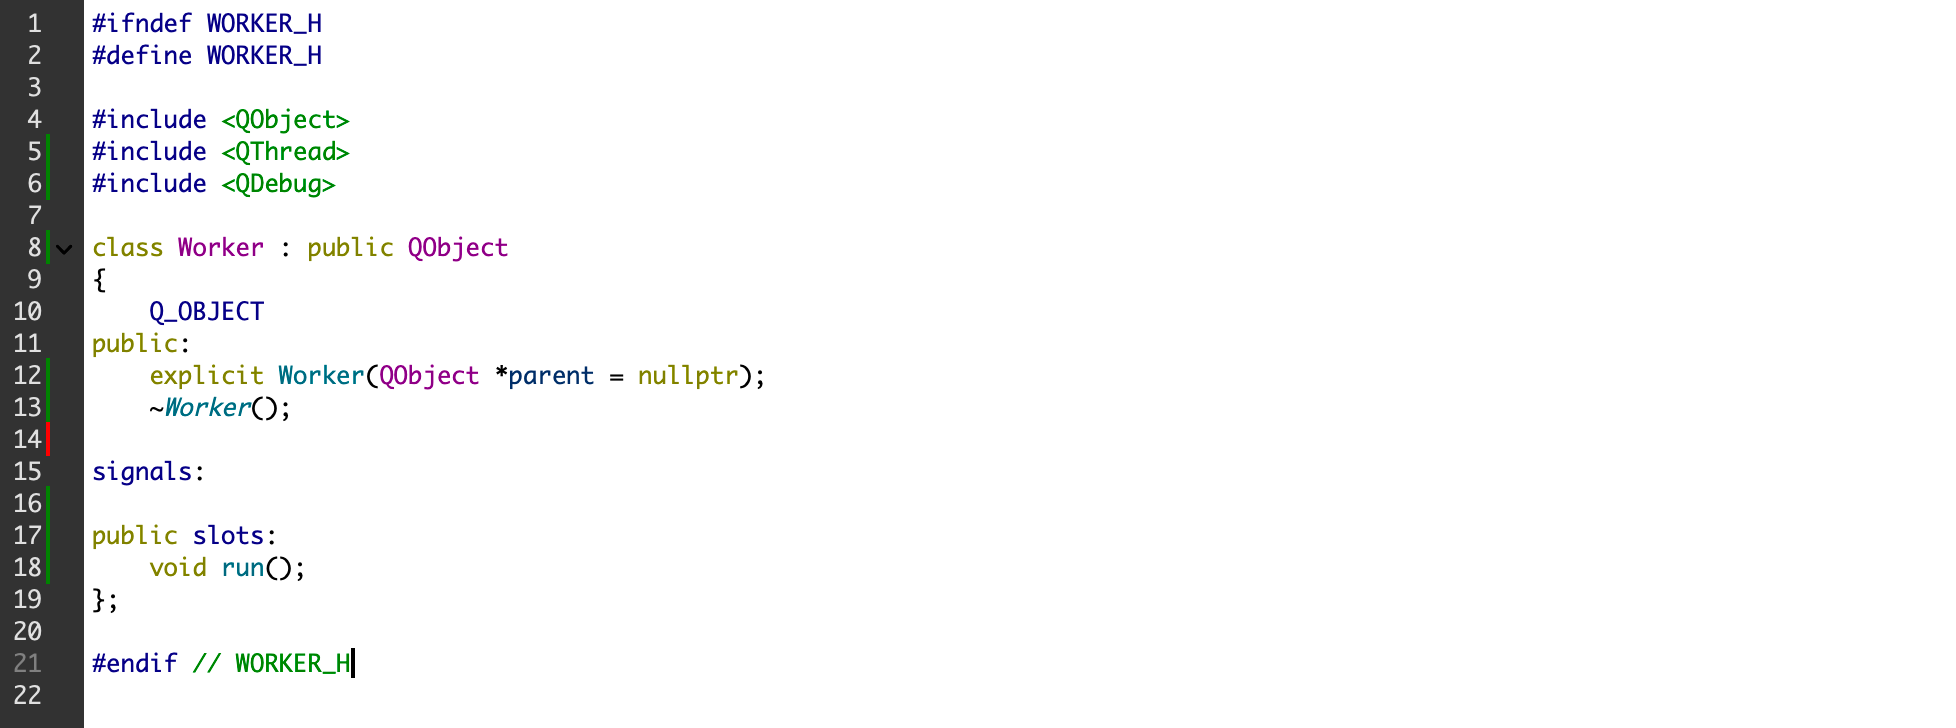 1 #ifndef WORKER_H
2 #define WORKER_H
3
4 #include <QObject>
5 #include <QThread>
6 #include <QDebug>
7
8 class Worker : public QObject
9 {
10     Q_OBJECT
11 public:
12     explicit Worker(QObject *parent = nullptr);
13     ~Worker();
14
15 signals:
16
17 public slots:
18     void run();
19 };
20
21 #endif // WORKER_H
22